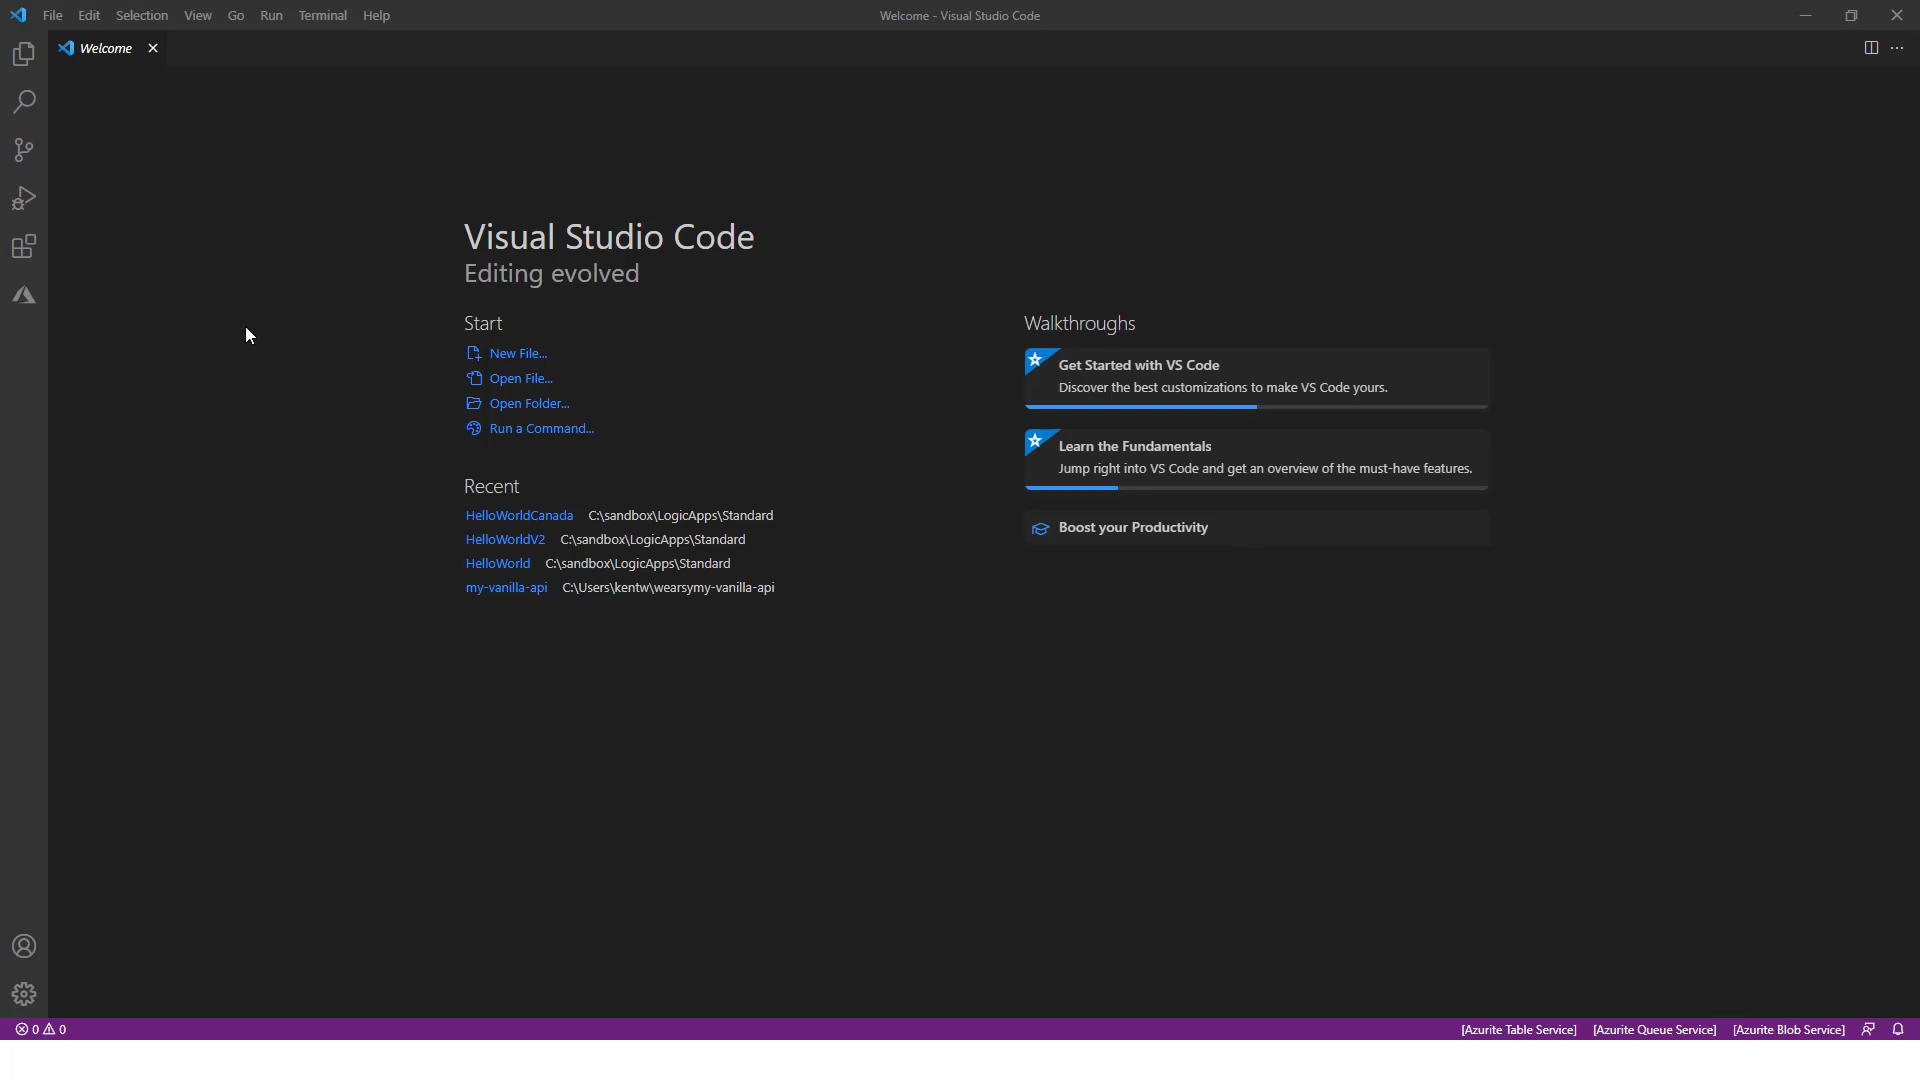 File Edit Selection View Go Run Terminal Help
Welcome - Visual Studio Code
Welcome
Visual Studio Code
Editing evolved
Start
New File...
Open File...
Open Folder...
Run a Command...
Recent
HelloWorldCanada C:\sandbox\LogicApps\Standard
HelloWorldV2 C:\sandbox\LogicApps\Standard
HelloWorld C:\sandbox\LogicApps\Standard
my-vanilla-api C:\Users\kentw\wearsymy-vanilla-api
Walkthroughs
Get Started with VS Code
Discover the best customizations to make VS Code yours.
Learn the Fundamentals
Jump right into VS Code and get an overview of the must-have features.
Boost your Productivity
0 0
[Azurite Table Service] [Azurite Queue Service] [Azurite Blob Service]